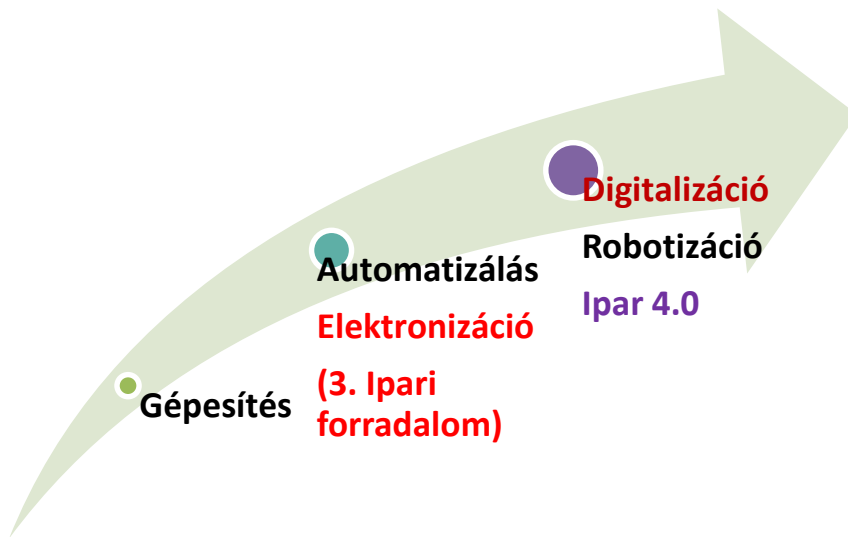 Gépesítés
Automatizálás
Elektronizáció
(3. Ipari
forradalom)
Digitalizáció
Robotizáció
Ipar 4.0